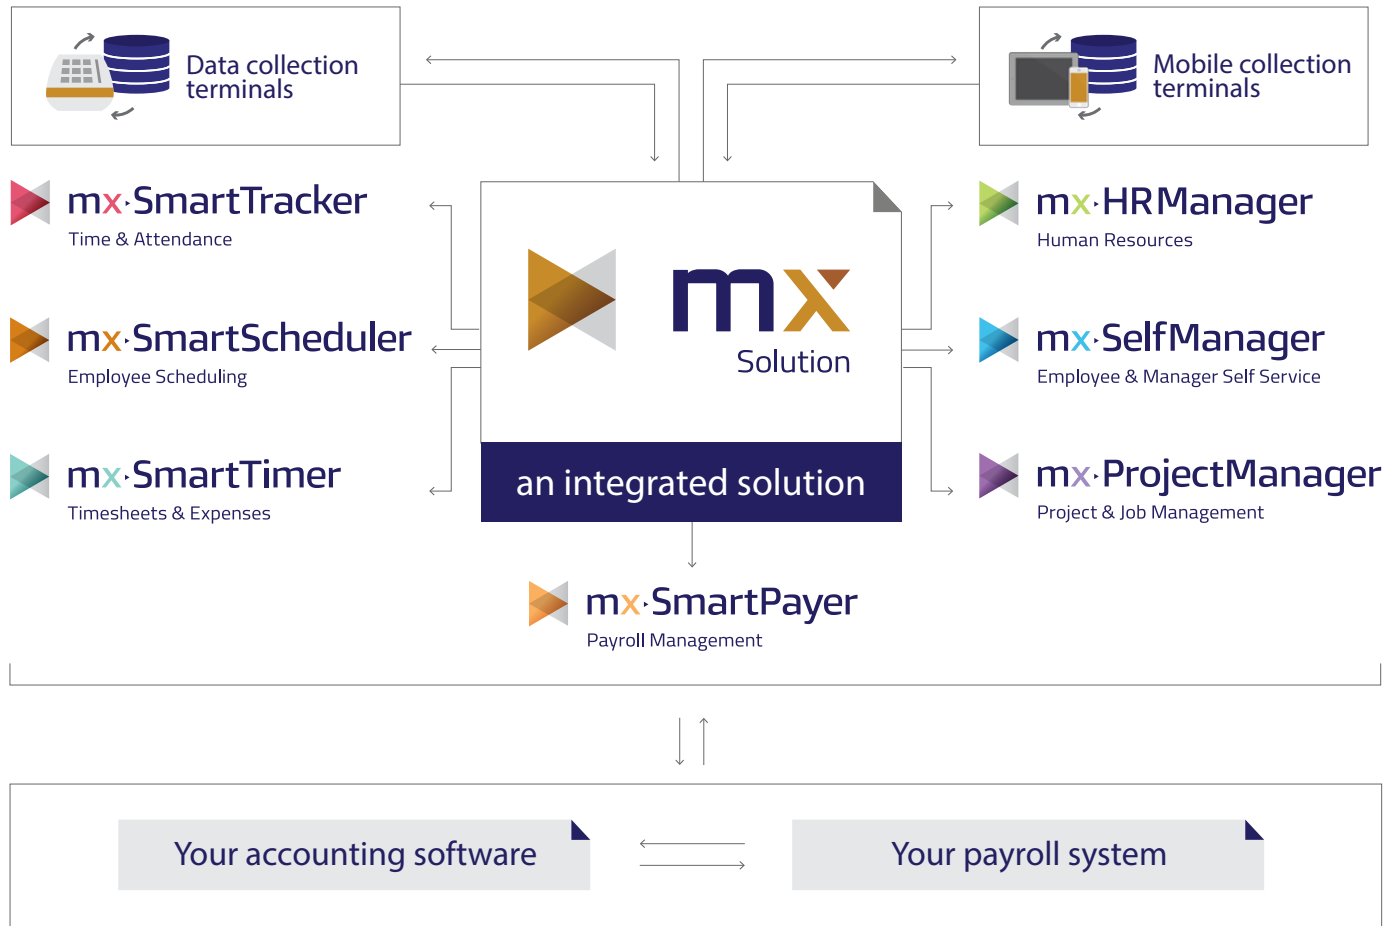 Data collection
terminals
Mobile collection
terminals
mx·SmartTracker
Time & Attendance
mx·SmartScheduler
Employee Scheduling
mx·SmartTimer
Timesheets & Expenses
mx
Solution
an integrated solution
mx·HRManager
Human Resources
mx·SelfManager
Employee & Manager Self Service
mx·ProjectManager
Project & Job Management
mx·SmartPayer
Payroll Management
Your accounting software
Your payroll system